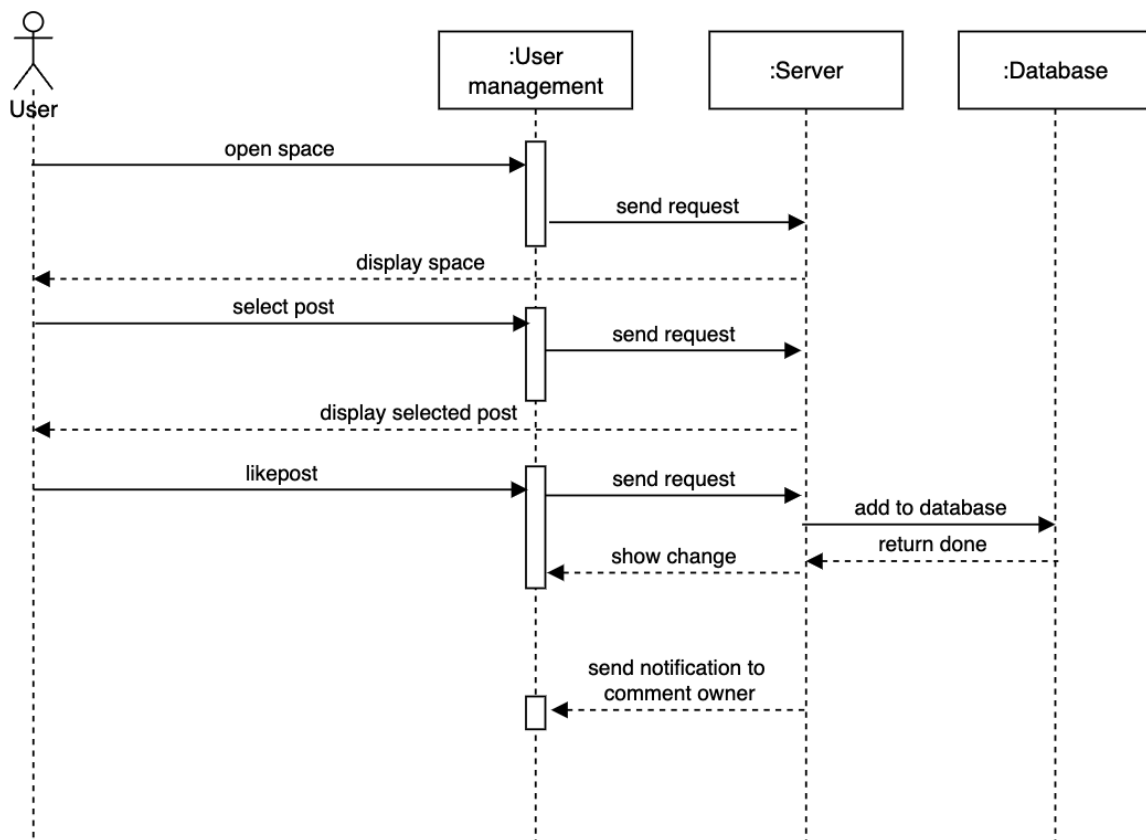 User
:User
management
:Server
:Database
open space
send request
display space
select post
send request
display selected post
likepost
send request
add to database
return done
show change
send notification to
comment owner